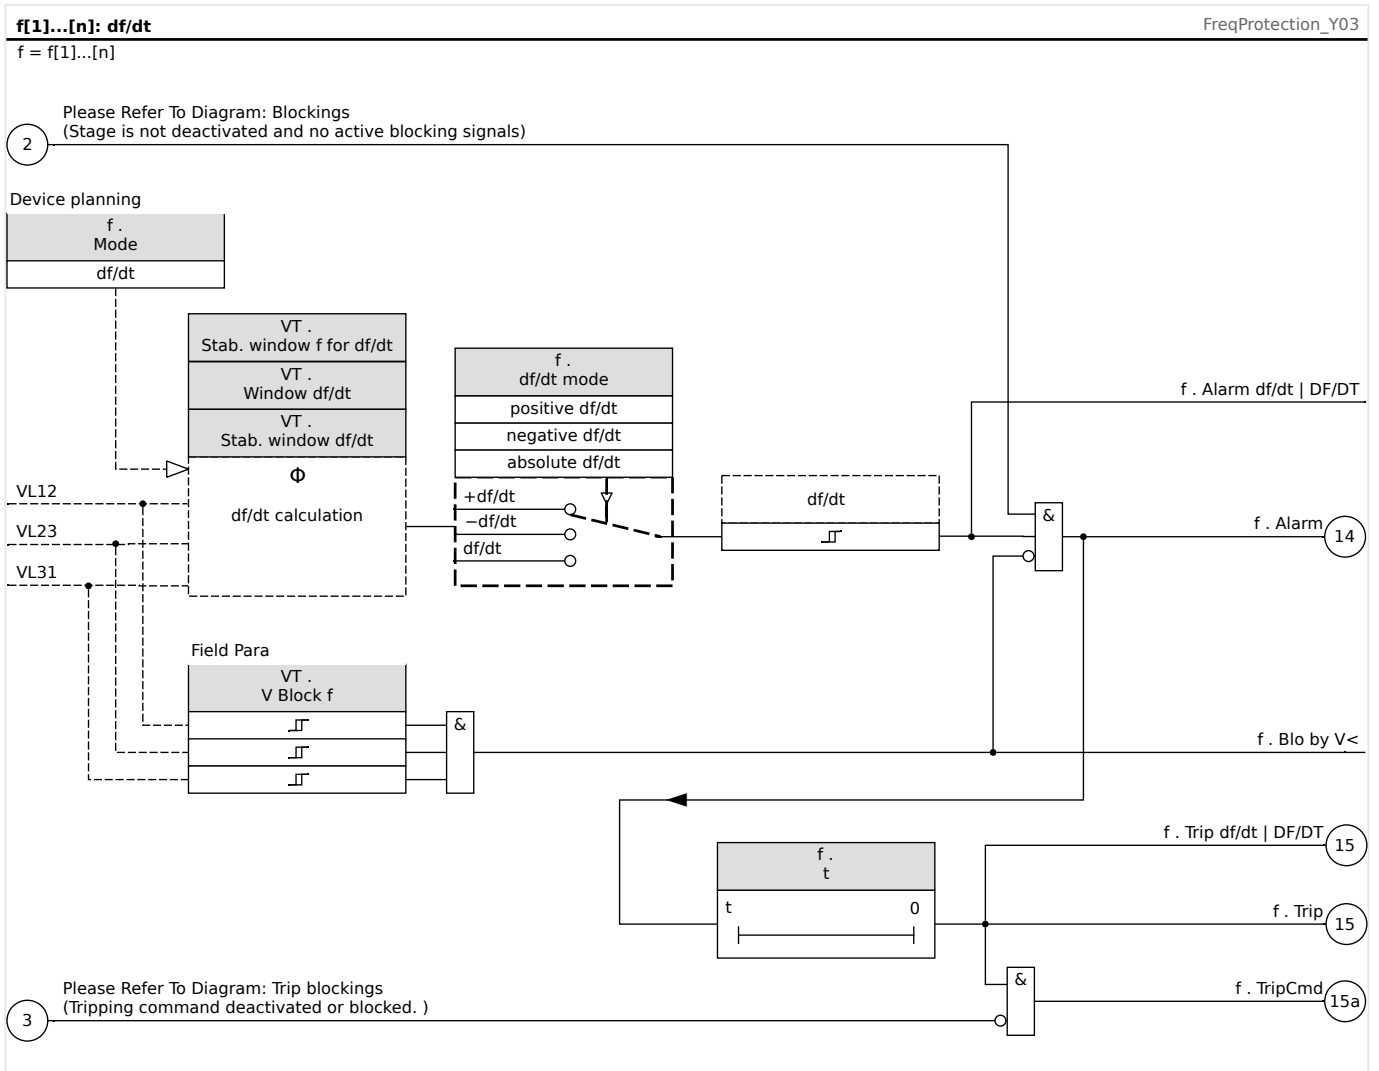 f[1]...[n]: df/dt
FreqProtection_Y03
f = f[1]...[n]
Please Refer To Diagram: Blockings
(Stage is not deactivated and no active blocking signals)
2
Device planning
f .
Mode
df/dt
VT .
Stab. window f for df/dt
VT .
Window df/dt
VT .
Stab. window df/dt
Φ
df/dt calculation
VL12
VL23
VL31
f .
df/dt mode
positive df/dt
negative df/dt
absolute df/dt
+df/dt
−df/dt
df/dt
df/dt
f . Alarm df/dt | DF/DT
&
f . Alarm
14
Field Para
VT .
V Block f
&
f . Blo by V<
f . Trip df/dt | DF/DT
15
f .
t
t
0
f . Trip
15
Please Refer To Diagram: Trip blockings
(Tripping command deactivated or blocked. )
3
&
f . TripCmd
15a